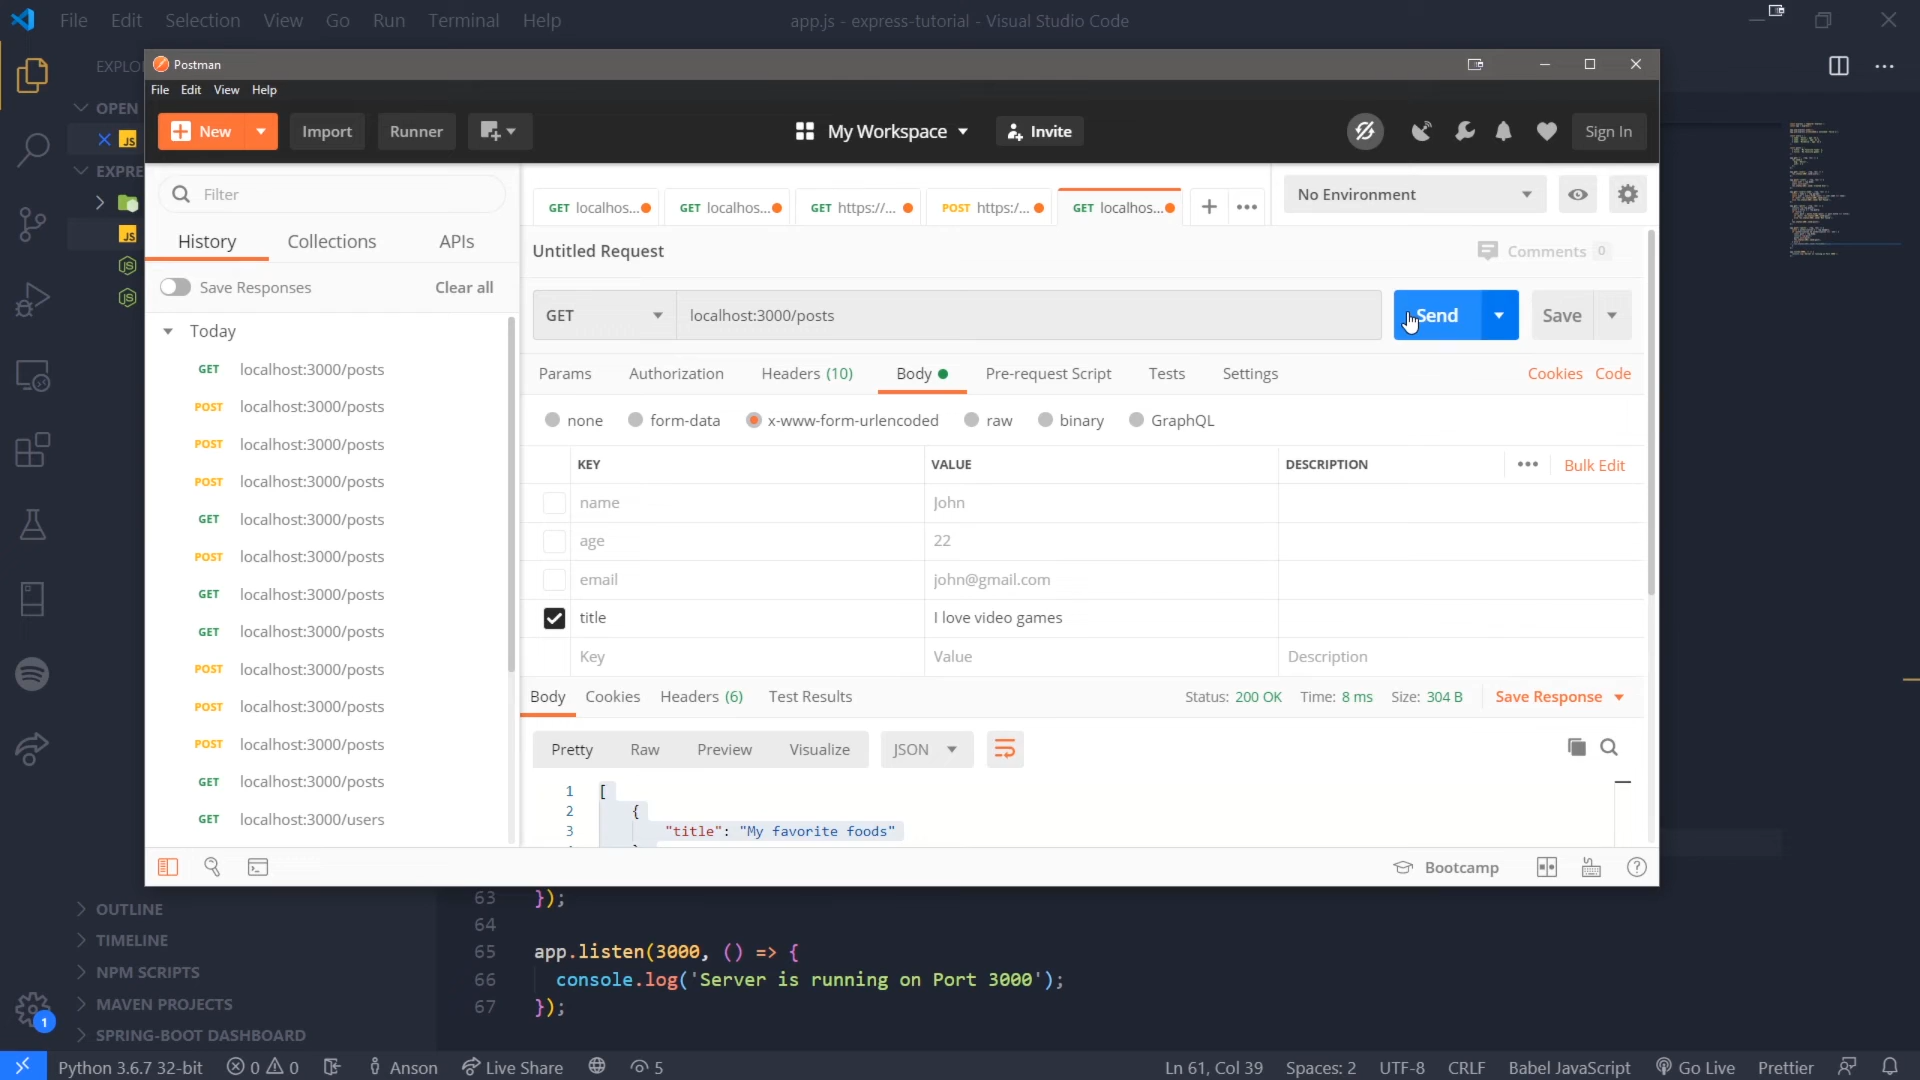 File Edit Selection View Go Run Terminal Help
app.js - express-tutorial - Visual Studio Code
EXPLO
OPEN
JS
EXPRE
JS
Postman
File Edit View Help
New
Import
Runner
My Workspace
Invite
Sign In
Filter
History
Collections
APIs
Save Responses
Clear all
Today
GET localhost:3000/posts
POST localhost:3000/posts
POST localhost:3000/posts
POST localhost:3000/posts
GET localhost:3000/posts
POST localhost:3000/posts
GET localhost:3000/posts
GET localhost:3000/posts
POST localhost:3000/posts
POST localhost:3000/posts
POST localhost:3000/posts
GET localhost:3000/posts
GET localhost:3000/users
GET localhos...
GET localhos...
GET https://...
POST https:/...
GET localhos...
No Environment
Untitled Request
Comments 0
GET
localhost:3000/posts
Send
Save
Params
Authorization
Headers (10)
Body
Pre-request Script
Tests
Settings
Cookies
Code
none
form-data
x-www-form-urlencoded
raw
binary
GraphQL
KEY VALUE DESCRIPTION
Bulk Edit
name John
age 22
email john@gmail.com
title I love video games
Key Value Description
Body
Cookies
Headers (6)
Test Results
Status: 200 OK
Time: 8 ms
Size: 304 B
Save Response
Pretty
Raw
Preview
Visualize
JSON
1 [
2 {
3 "title": "My favorite foods"
Bootcamp
63 });
64
65 app.listen(3000, () => {
66 console.log('Server is running on Port 3000');
67 });
OUTLINE
TIMELINE
NPM SCRIPTS
MAVEN PROJECTS
SPRING-BOOT DASHBOARD
1
Python 3.6.7 32-bit
0 0
Anson
Live Share
5
Ln 61, Col 39
Spaces: 2
UTF-8
CRLF
Babel JavaScript
Go Live
Prettier